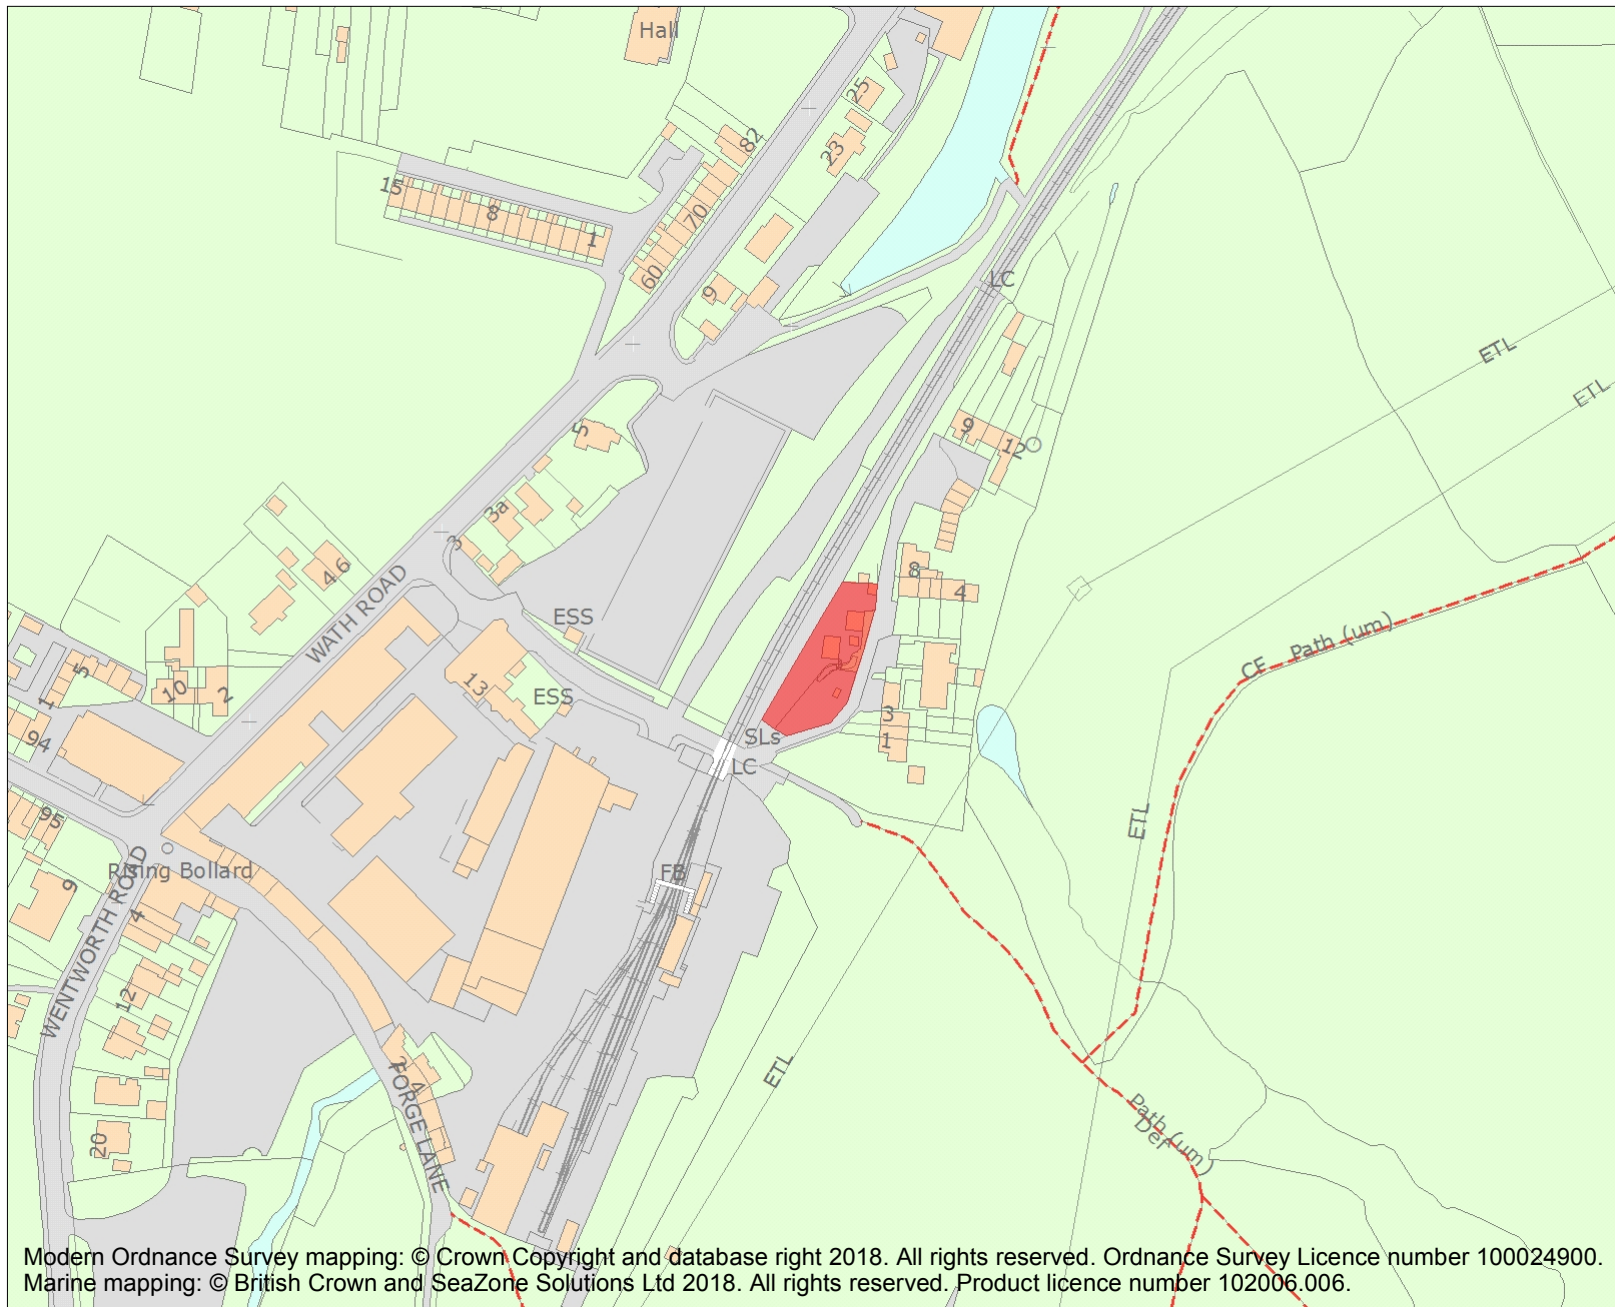 Hall
25
82
23
15
8
1
70
60
9
LC
ETL
ETL
5
9
12
3a
3
46
WATH ROAD
ESS
8
4
CF
Path (um)
5
10
2
1
13
ESS
3
1
94
SLs
LC
95
ETL
Rising Bollard
FB
9
4
WENTWORTH ROAD
12
ETL
2
4
FORGE LANE
Path (um)
Def
20
Modern Ordnance Survey mapping: © Crown Copyright and database right 2018. All rights reserved. Ordnance Survey Licence number 100024900.
Marine mapping: © British Crown and SeaZone Solutions Ltd 2018. All rights reserved. Product licence number 102006.006.